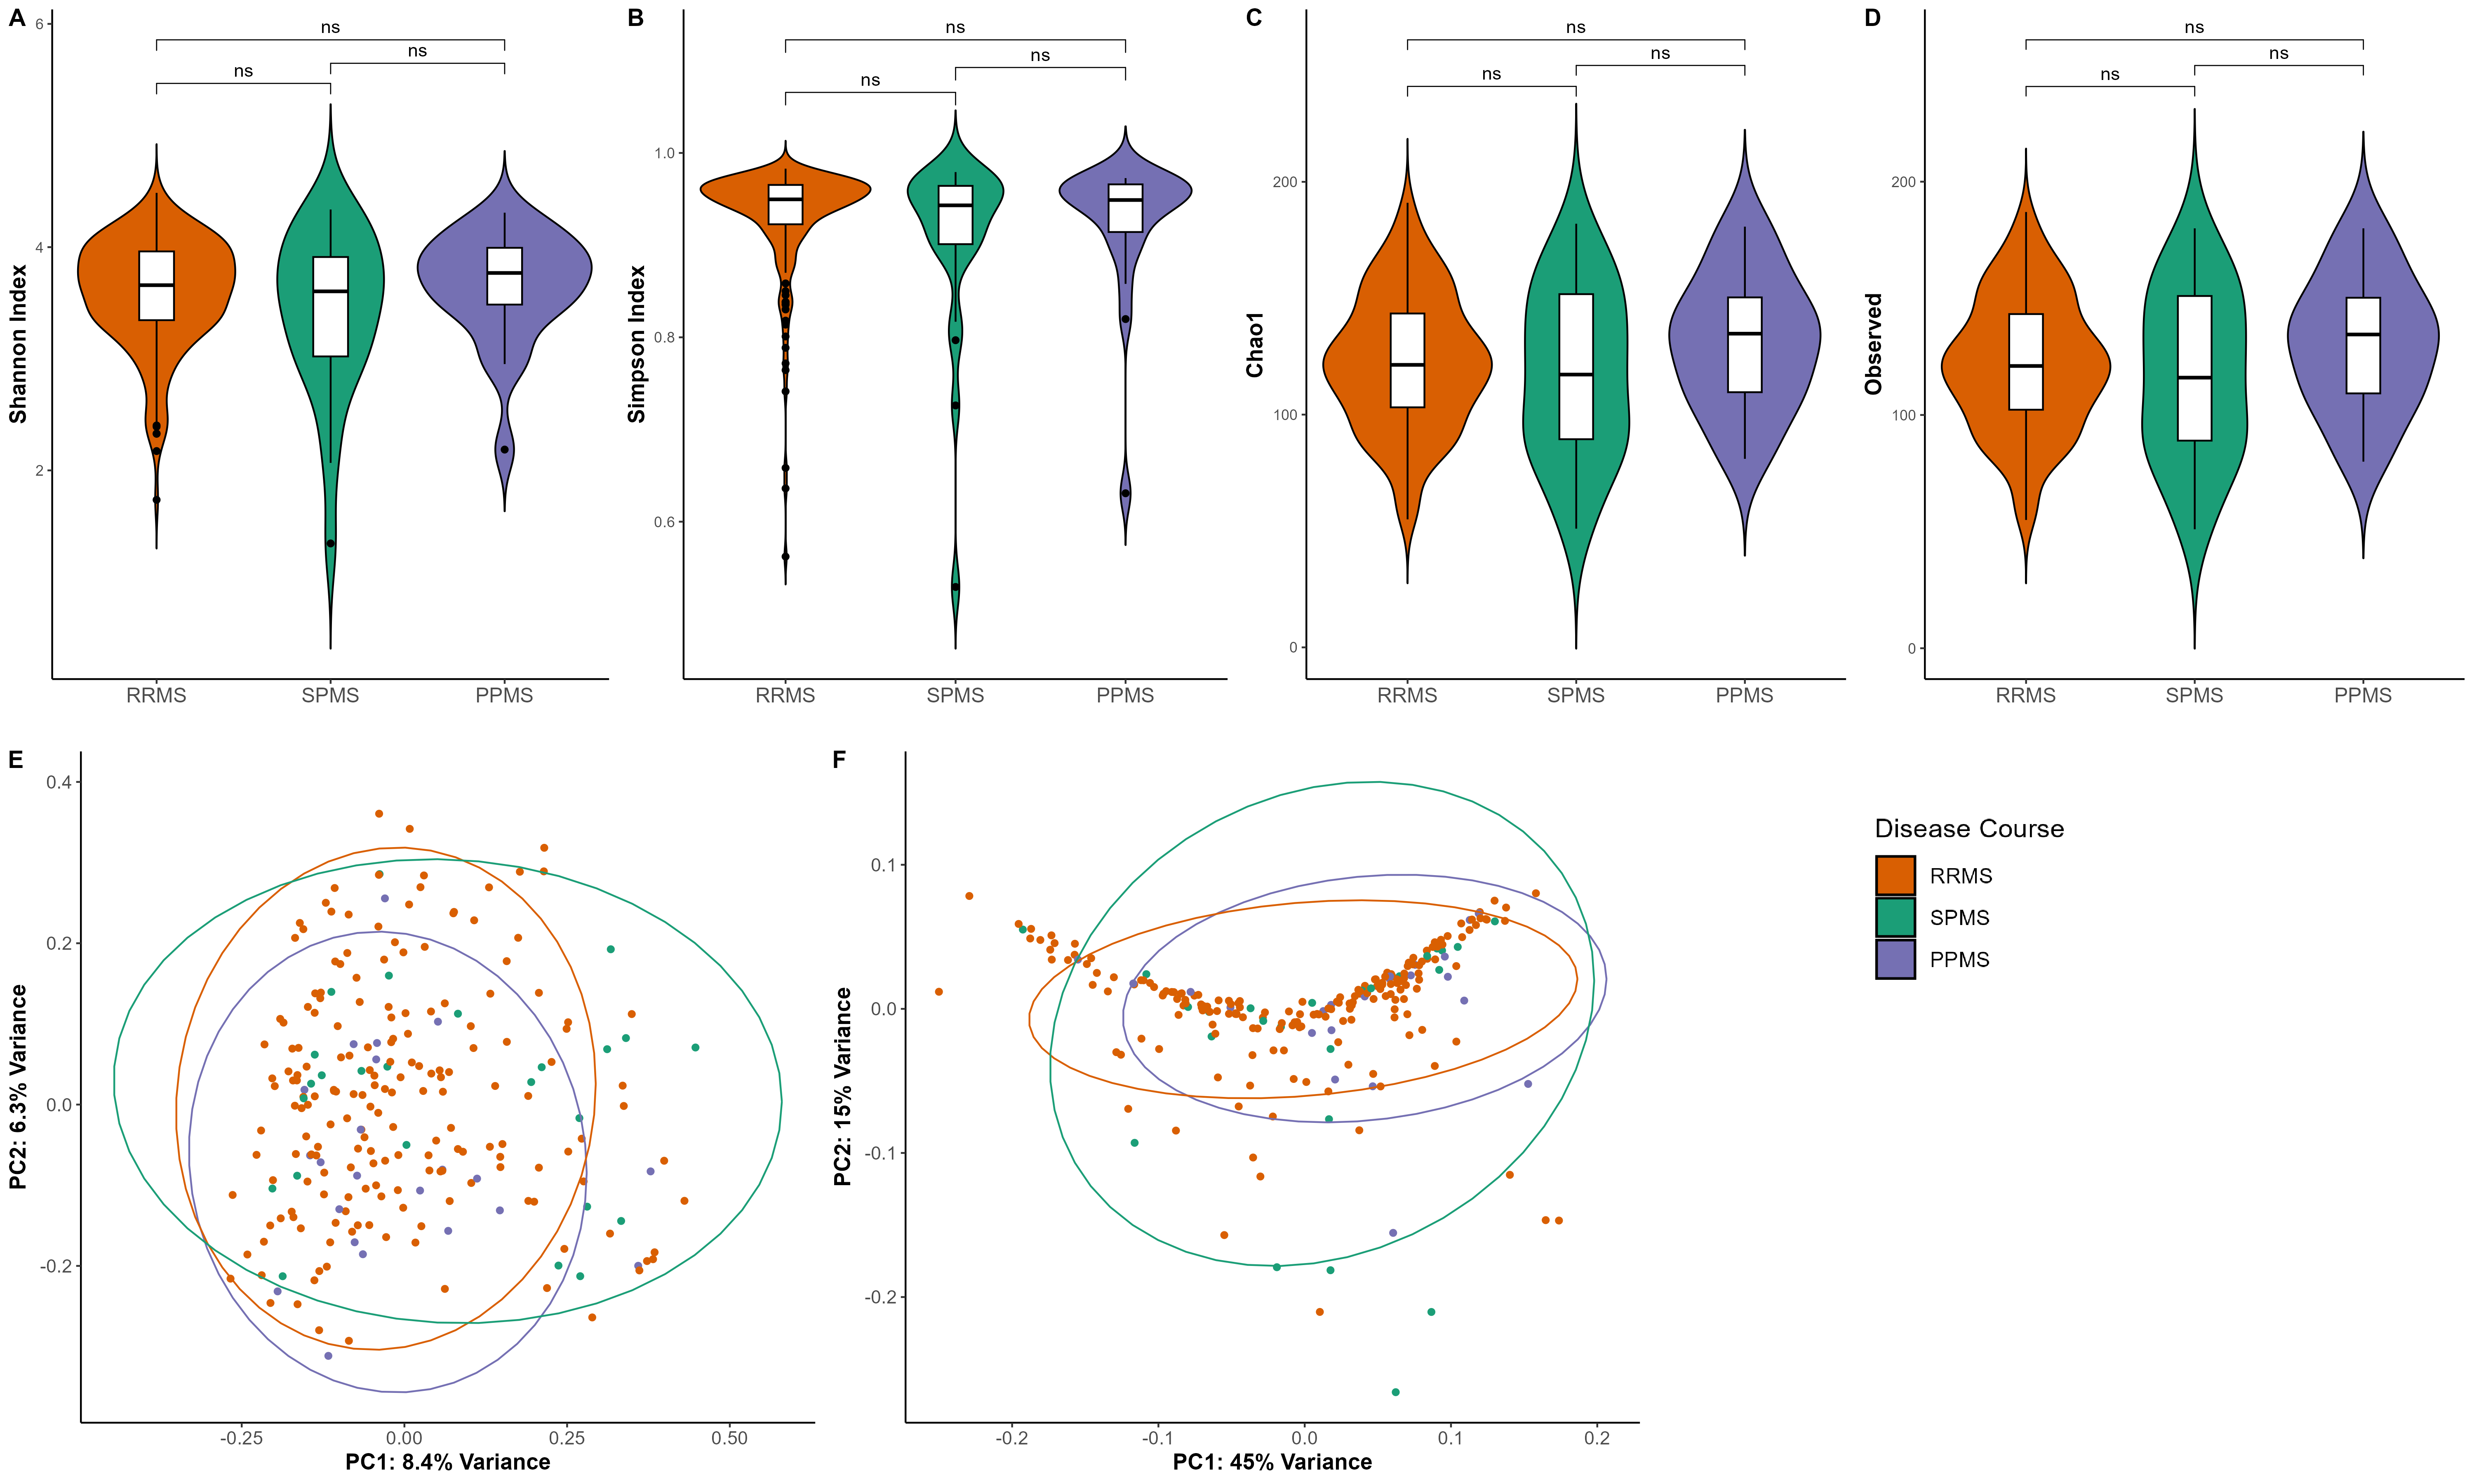 A
Shannon Index
6
4
2
ns
ns
ns
RRMS SPMS PPMS
B
Simpson Index
1.0
0.8
0.6
ns
ns
ns
RRMS SPMS PPMS
C
Chao1
200
100
0
ns
ns
ns
RRMS SPMS PPMS
D
Observed
200
100
0
ns
ns
ns
RRMS SPMS PPMS
E
PC2: 6.3% Variance
0.4
0.2
0.0
-0.2
-0.25 0.00 0.25 0.50
PC1: 8.4% Variance
F
PC2: 15% Variance
0.1
0.0
-0.1
-0.2
-0.2 -0.1 0.0 0.1 0.2
PC1: 45% Variance
Disease Course
RRMS
SPMS
PPMS